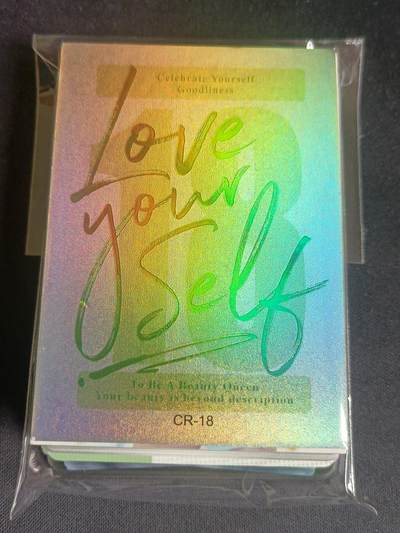 Celebrate Yourself
Goodliness
Love
your
Self
To Be A Beauty Queen
Your beauty is beyond description
CR-18